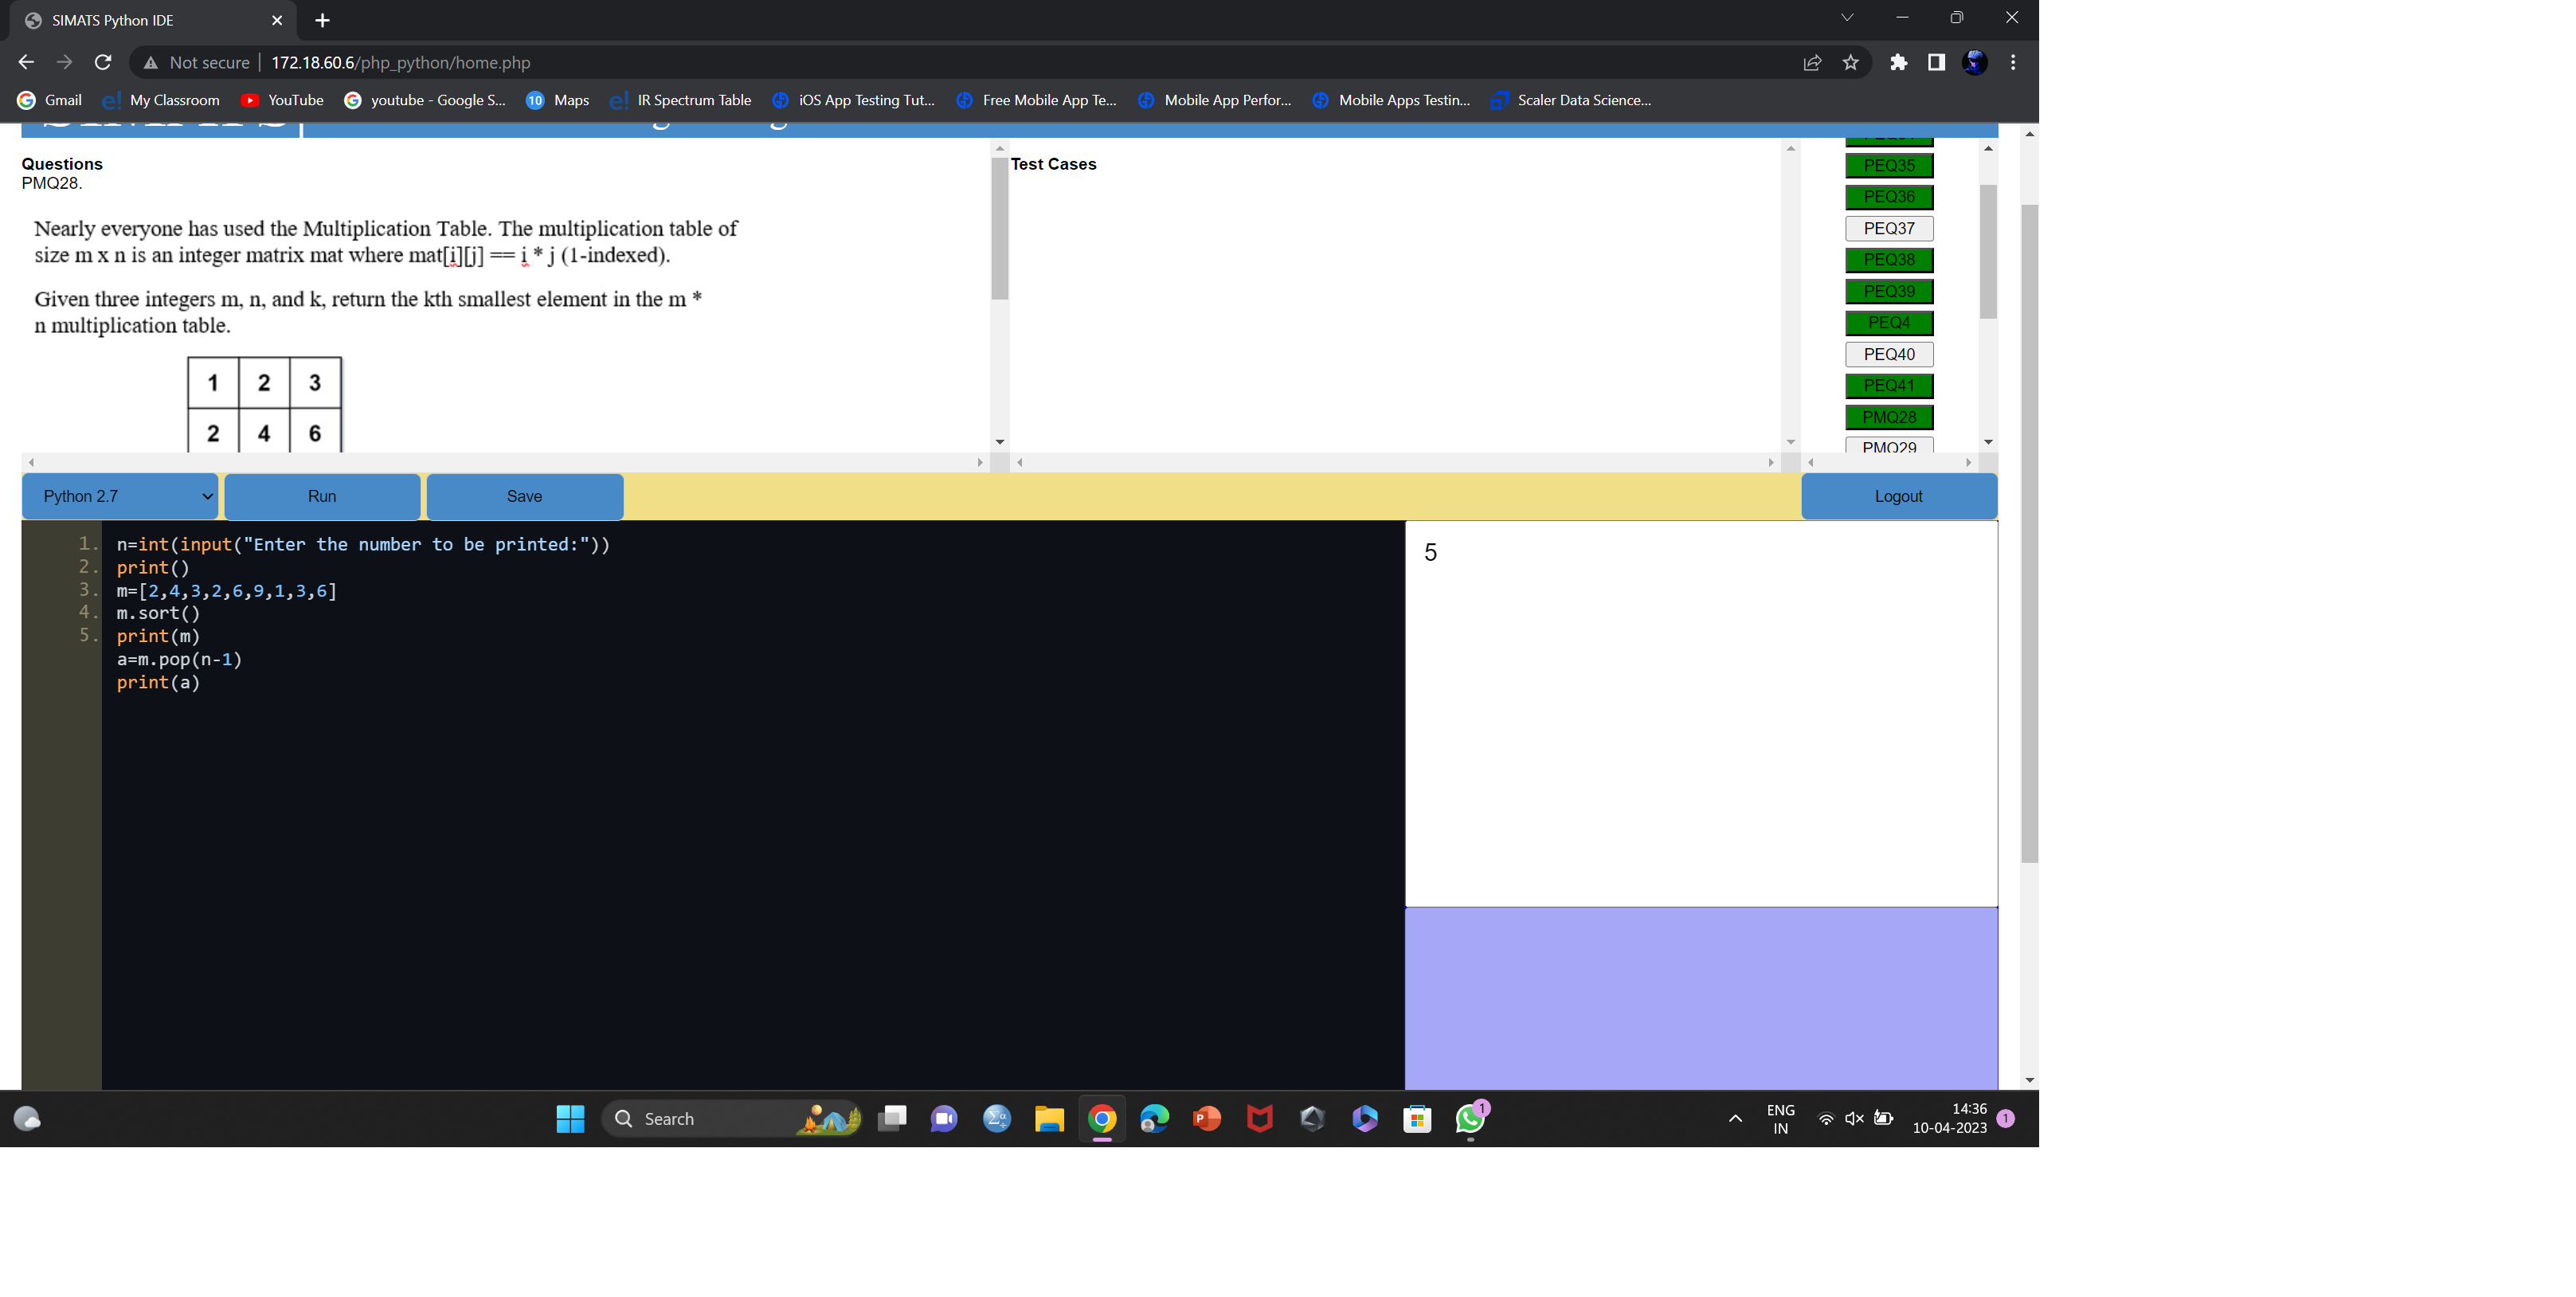 SIMATS Python IDE
Not secure | 172.18.60.6/php_python/home.php
Gmail My Classroom YouTube youtube - Google S... 10 Maps IR Spectrum Table iOS App Testing Tut... Free Mobile App Te... Mobile App Perfor... Mobile Apps Testin... Scaler Data Science...
Questions
PMQ28.
Nearly everyone has used the Multiplication Table. The multiplication table of
size m x n is an integer matrix mat where mat[i][j] == i * j (1-indexed).
Given three integers m, n, and k, return the kth smallest element in the m *
n multiplication table.
1 2 3
2 4 6
Test Cases
PEQ35
PEQ36
PEQ37
PEQ38
PEQ39
PEQ4
PEQ40
PEQ41
PMQ28
PMQ29
Python 2.7 Run Save Logout
1. n=int(input("Enter the number to be printed:"))
2. print()
3. m=[2,4,3,2,6,9,1,3,6]
4. m.sort()
5. print(m)
a=m.pop(n-1)
print(a)
5
Search
1
ENG
IN
14:36
10-04-2023
1